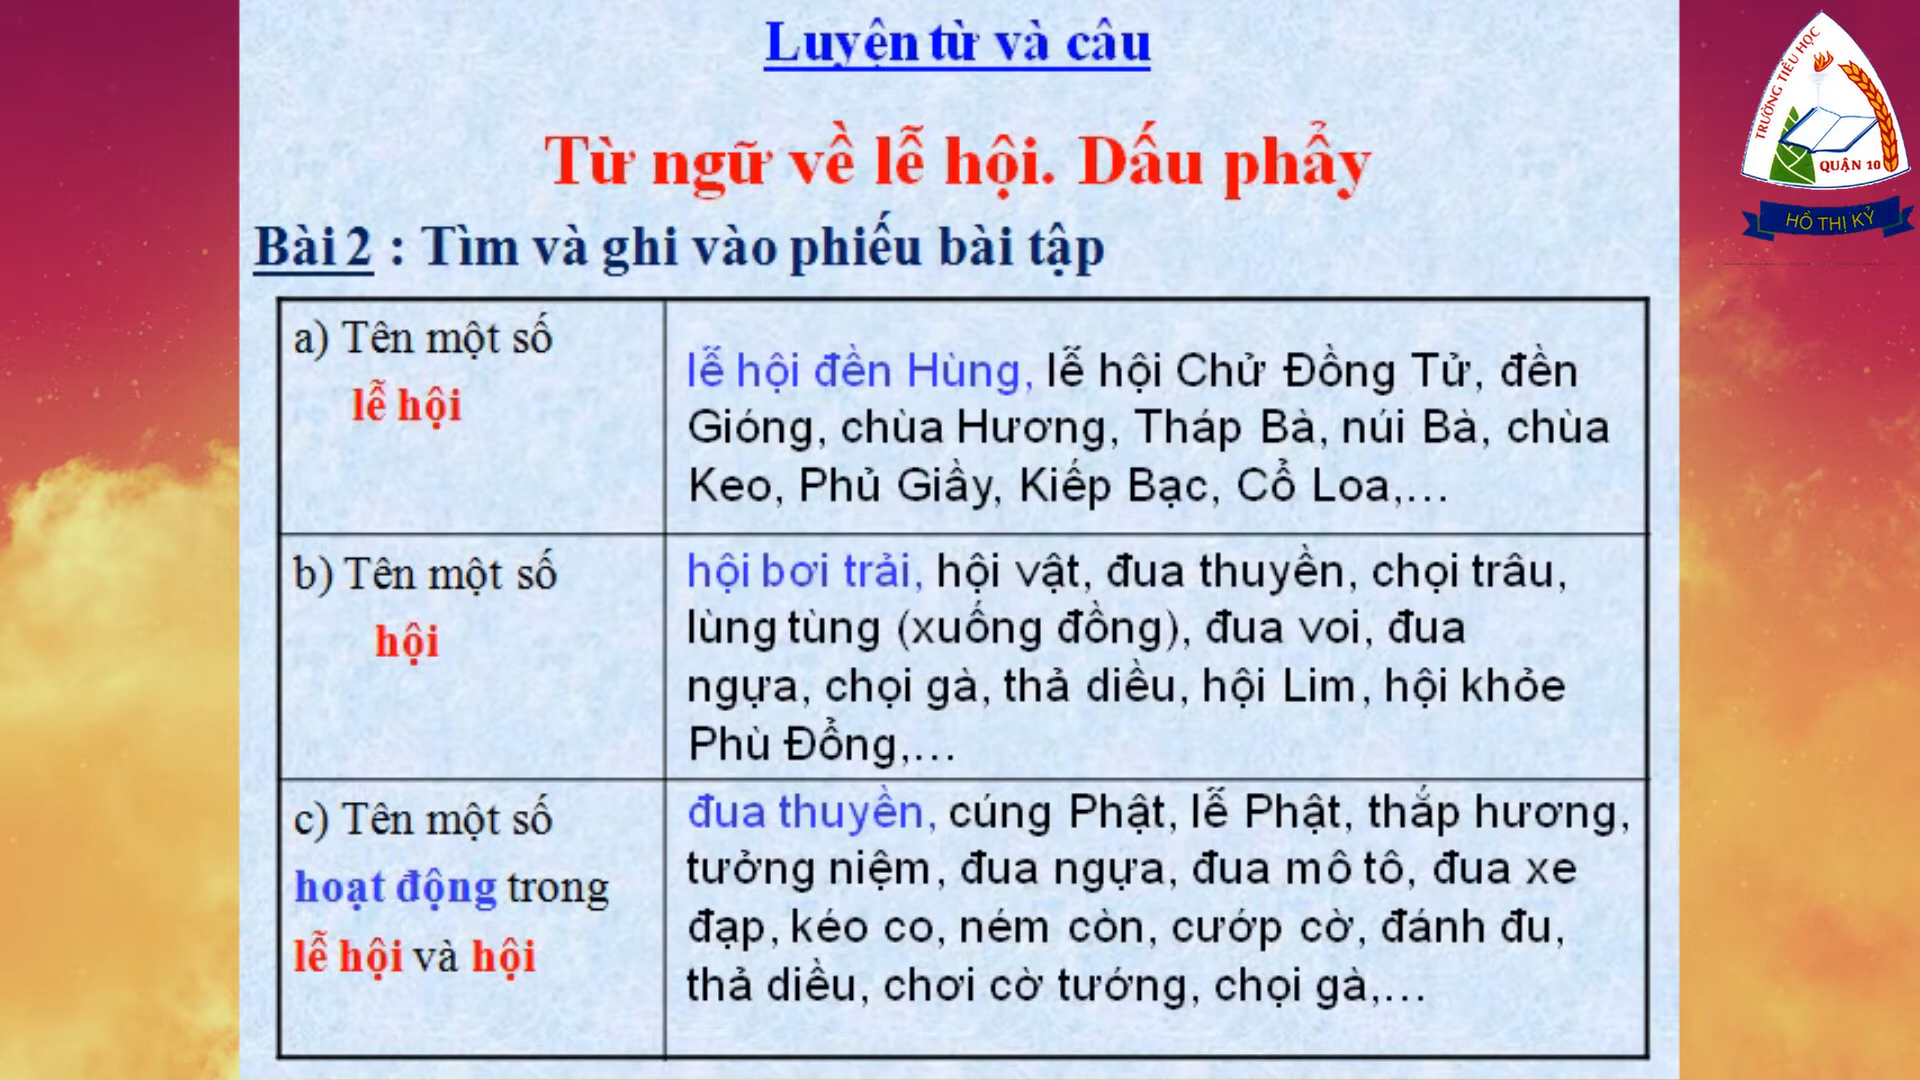 Luyện từ và câu
Từ ngữ về lễ hội. Dấu phẩy
Bài 2 : Tìm và ghi vào phiếu bài tập
a) Tên một số
lễ hội
lễ hội đền Hùng, lễ hội Chử Đồng Tử, đền
Gióng, chùa Hương, Tháp Bà, núi Bà, chùa
Keo, Phủ Giầy, Kiếp Bạc, Cổ Loa,...
b) Tên một số
hội
hội bơi trải, hội vật, đua thuyền, chọi trâu,
lùng tùng (xuống đồng), đua voi, đua
ngựa, chọi gà, thả diều, hội Lim, hội khỏe
Phù Đổng,...
c) Tên một số
hoạt động trong
lễ hội và hội
đua thuyền, cúng Phật, lễ Phật, thắp hương,
tưởng niệm, đua ngựa, đua mô tô, đua xe
đạp, kéo co, ném còn, cướp cờ, đánh đu,
thả diều, chơi cờ tướng, chọi gà,...
TRƯỜNG TIỂU HỌC
QUẬN 10
HỒ THỊ KỶ